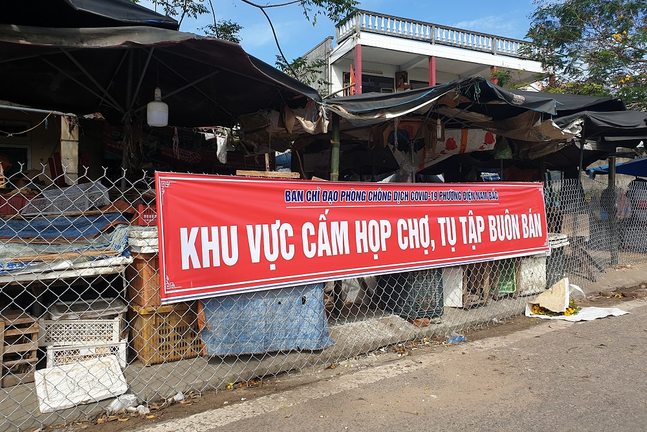 BAN CHỈ ĐẠO PHÒNG CHỐNG DỊCH COVID-19 PHƯỜNG ĐIỆN NAM BẮC
KHU VỰC CẤM HỌP CHỢ, TỤ TẬP BUÔN BÁN